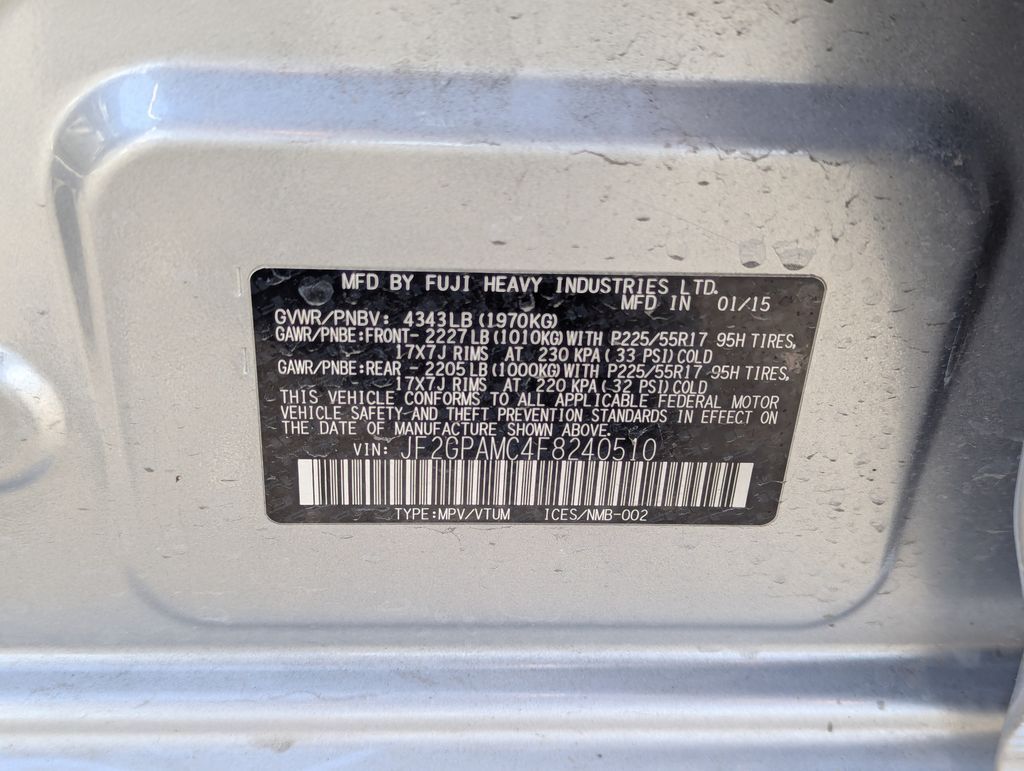 MFD BY FUJI HEAVY INDUSTRIES LTD.
MFD IN 01/15
GVWR/PNBV: 4343LB (1970KG)
GAWR/PNBE:FRONT- 2227LB (1010KG) WITH P225/55R17 95H TIRES,
17X7J RIMS AT 230 KPA (33 PSI) COLD
GAWR/PNBE:REAR - 2205LB (1000KG) WITH P225/55R17 95H TIRES,
17X7J RIMS AT 220 KPA (32 PSI) COLD
THIS VEHICLE CONFORMS TO ALL APPLICABLE FEDERAL MOTOR
VEHICLE SAFETY AND THEFT PREVENTION STANDARDS IN EFFECT ON
THE DATE OF MANUFACTURE SHOWN ABOVE.
VIN: JF2GPAMC4F8240510
TYPE:MPV/VTUM ICES/NMB-002